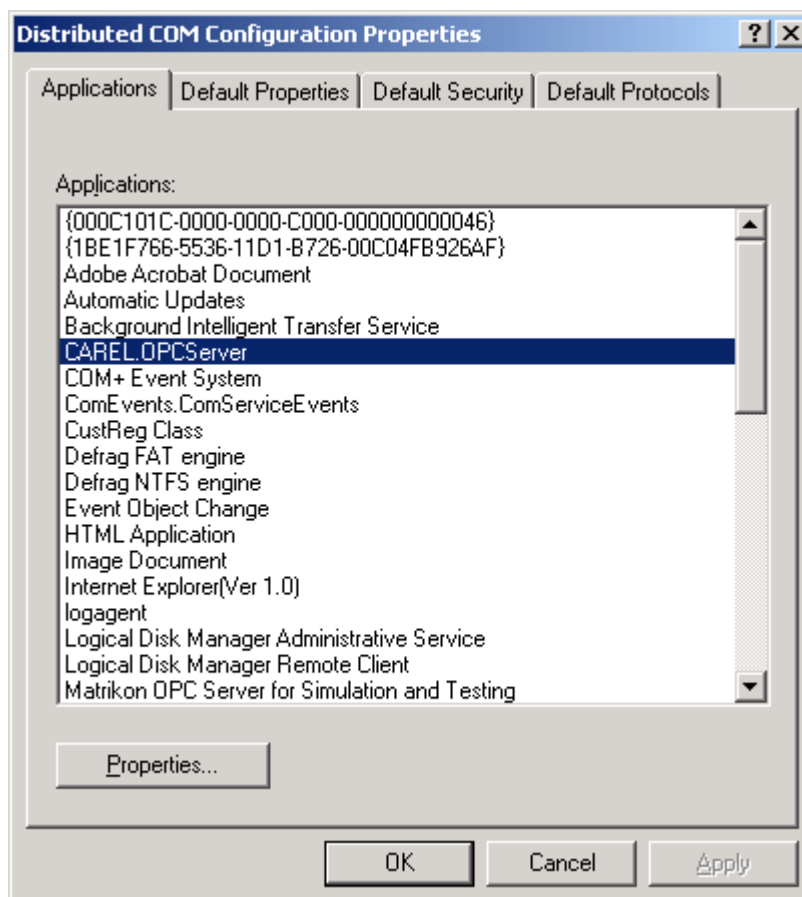 Distributed COM Configuration Properties
Applications Default Properties Default Security Default Protocols
Applications:
{000C101C-0000-0000-C000-000000000046}
{1BE1F766-5536-11D1-B726-00C04FB926AF}
Adobe Acrobat Document
Automatic Updates
Background Intelligent Transfer Service
CAREL.OPCServer
COM+ Event System
ComEvents.ComServiceEvents
CustReg Class
Defrag FAT engine
Defrag NTFS engine
Event Object Change
HTML Application
Image Document
Internet Explorer(Ver 1.0)
logagent
Logical Disk Manager Administrative Service
Logical Disk Manager Remote Client
Matrikon OPC Server for Simulation and Testing
Properties...
OK Cancel Apply